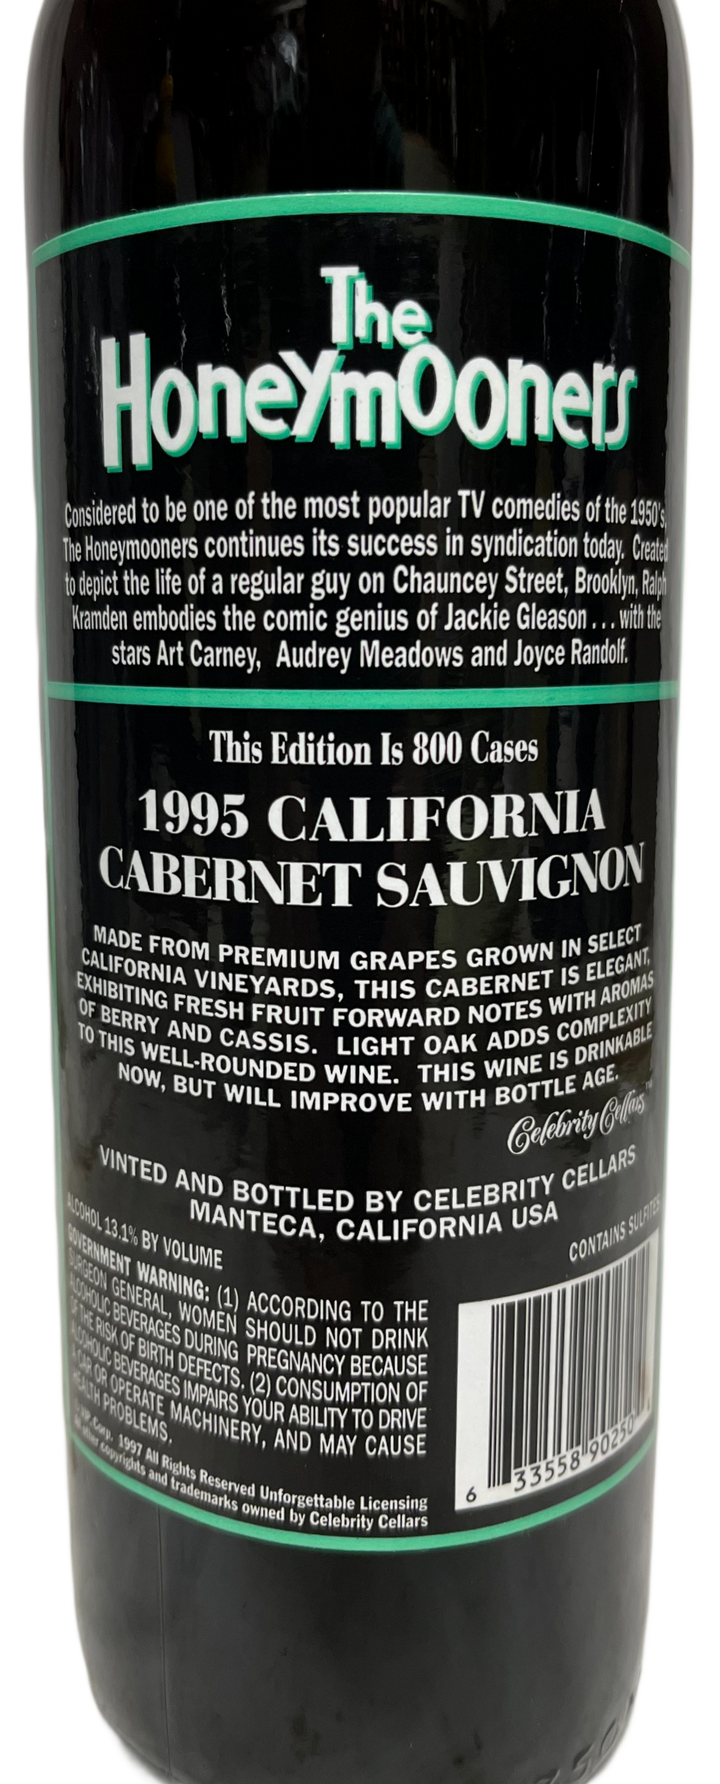 The
HoneymOoners
Considered to be one of the most popular TV comedies of the 1950's.
The Honeymooners continues its success in syndication today. Created
to depict the life of a regular guy on Chauncey Street, Brooklyn, Ralph
Kramden embodies the comic genius of Jackie Gleason . . . with the
stars Art Carney, Audrey Meadows and Joyce Randolf.
This Edition Is 800 Cases
1995 CALIFORNIA
CABERNET SAUVIGNON
MADE FROM PREMIUM GRAPES GROWN IN SELECT
CALIFORNIA VINEYARDS, THIS CABERNET IS ELEGANT,
EXHIBITING FRESH FRUIT FORWARD NOTES WITH AROMAS
OF BERRY AND CASSIS. LIGHT OAK ADDS COMPLEXITY
TO THIS WELL-ROUNDED WINE. THIS WINE IS DRINKABLE
NOW, BUT WILL IMPROVE WITH BOTTLE AGE.
Celebrity Cellars™
VINTED AND BOTTLED BY CELEBRITY CELLARS
MANTECA, CALIFORNIA USA
ALCOHOL 13.1% BY VOLUME
CONTAINS SULFITES
GOVERNMENT WARNING: (1) ACCORDING TO THE
SURGEON GENERAL, WOMEN SHOULD NOT DRINK
ALCOHOLIC BEVERAGES DURING PREGNANCY BECAUSE
OF THE RISK OF BIRTH DEFECTS. (2) CONSUMPTION OF
ALCOHOLIC BEVERAGES IMPAIRS YOUR ABILITY TO DRIVE
A CAR OR OPERATE MACHINERY, AND MAY CAUSE
HEALTH PROBLEMS.
Corp. 1997 All Rights Reserved Unforgettable Licensing
All other copyrights and trademarks owned by Celebrity Cellars
6 33558 90250